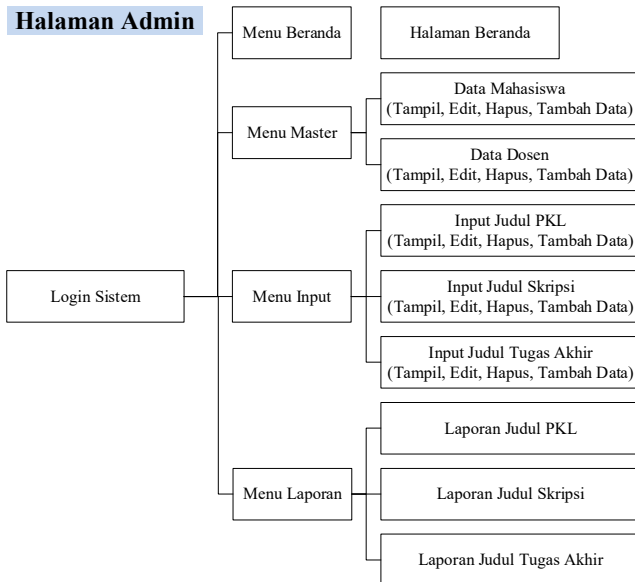 Halaman Admin
Menu Beranda
Halaman Beranda
Menu Master
Data Mahasiswa
(Tampil, Edit, Hapus, Tambah Data)
Data Dosen
(Tampil, Edit, Hapus, Tambah Data)
Login Sistem
Menu Input
Input Judul PKL
(Tampil, Edit, Hapus, Tambah Data)
Input Judul Skripsi
(Tampil, Edit, Hapus, Tambah Data)
Input Judul Tugas Akhir
(Tampil, Edit, Hapus, Tambah Data)
Menu Laporan
Laporan Judul PKL
Laporan Judul Skripsi
Laporan Judul Tugas Akhir